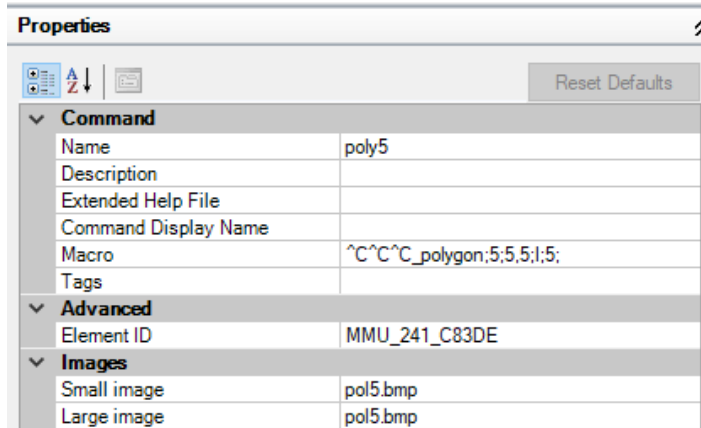 Properties
Reset Defaults
Command
Name poly5
Description
Extended Help File
Command Display Name
Macro ^C^C^C_polygon;5;5,5;I;5;
Tags
Advanced
Element ID MMU_241_C83DE
Images
Small image pol5.bmp
Large image pol5.bmp